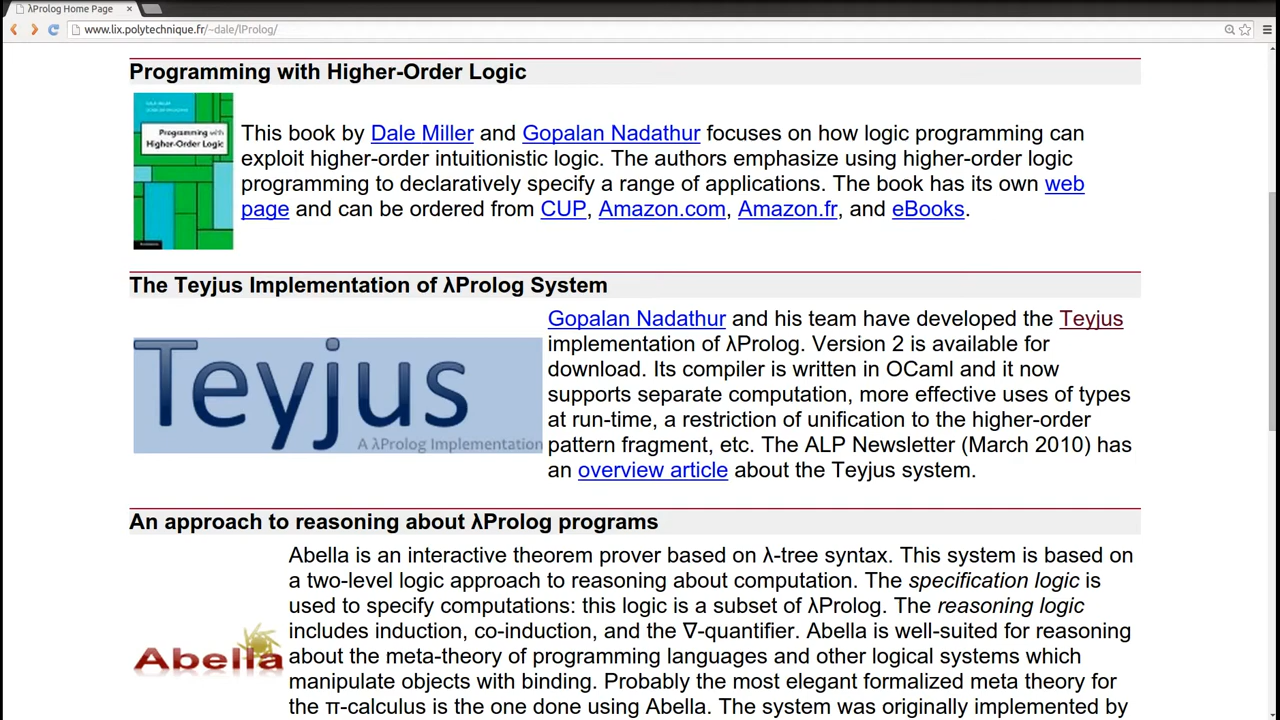 λProlog Home Page
www.lix.polytechnique.fr/~dale/lProlog/
Programming with Higher-Order Logic
Programming with
Higher-Order Logic
This book by Dale Miller and Gopalan Nadathur focuses on how logic programming can
exploit higher-order intuitionistic logic. The authors emphasize using higher-order logic
programming to declaratively specify a range of applications. The book has its own web
page and can be ordered from CUP, Amazon.com, Amazon.fr, and eBooks.
The Teyjus Implementation of λProlog System
Teyjus
A λProlog Implementation
Gopalan Nadathur and his team have developed the Teyjus
implementation of λProlog. Version 2 is available for
download. Its compiler is written in OCaml and it now
supports separate computation, more effective uses of types
at run-time, a restriction of unification to the higher-order
pattern fragment, etc. The ALP Newsletter (March 2010) has
an overview article about the Teyjus system.
An approach to reasoning about λProlog programs
Abella
Abella is an interactive theorem prover based on λ-tree syntax. This system is based on
a two-level logic approach to reasoning about computation. The specification logic is
used to specify computations: this logic is a subset of λProlog. The reasoning logic
includes induction, co-induction, and the ∇-quantifier. Abella is well-suited for reasoning
about the meta-theory of programming languages and other logical systems which
manipulate objects with binding. Probably the most elegant formalized meta theory for
the π-calculus is the one done using Abella. The system was originally implemented by